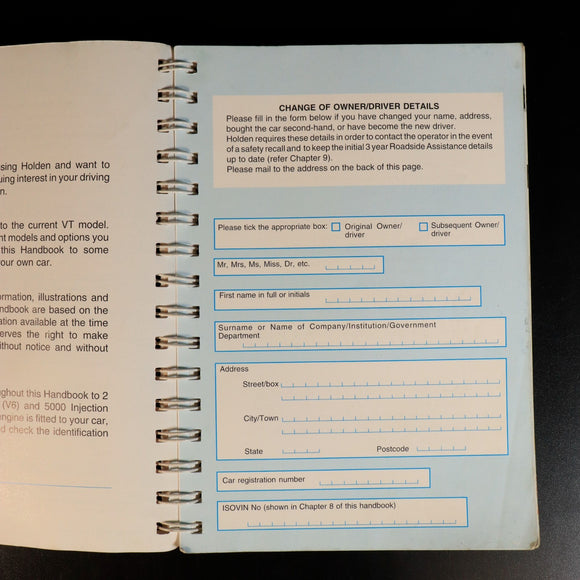 sing Holden and want to
uing interest in your driving
n.
to the current VT model.
nt models and options you
this Handbook to some
our own car.
ormation, illustrations and
ndbook are based on the
ation available at the time
erves the right to make
ithout notice and without
ghout this Handbook to 2
(V6) and 5000 Injection
engine is fitted to your car,
d check the identification
CHANGE OF OWNER/DRIVER DETAILS
Please fill in the form below if you have changed your name, address,
bought the car second-hand, or have become the new driver.
Holden requires these details in order to contact the operator in the event
of a safety recall and to keep the initial 3 year Roadside Assistance details
up to date (refer Chapter 9).
Please mail to the address on the back of this page.
Please tick the appropriate box: Original Owner/ Subsequent Owner/
driver driver
Mr, Mrs, Ms, Miss, Dr, etc.
First name in full or initials
Surname or Name of Company/Institution/Government
Department
Address
Street/box
City/Town
State Postcode
Car registration number
ISOVIN No (shown in Chapter 8 of this handbook)